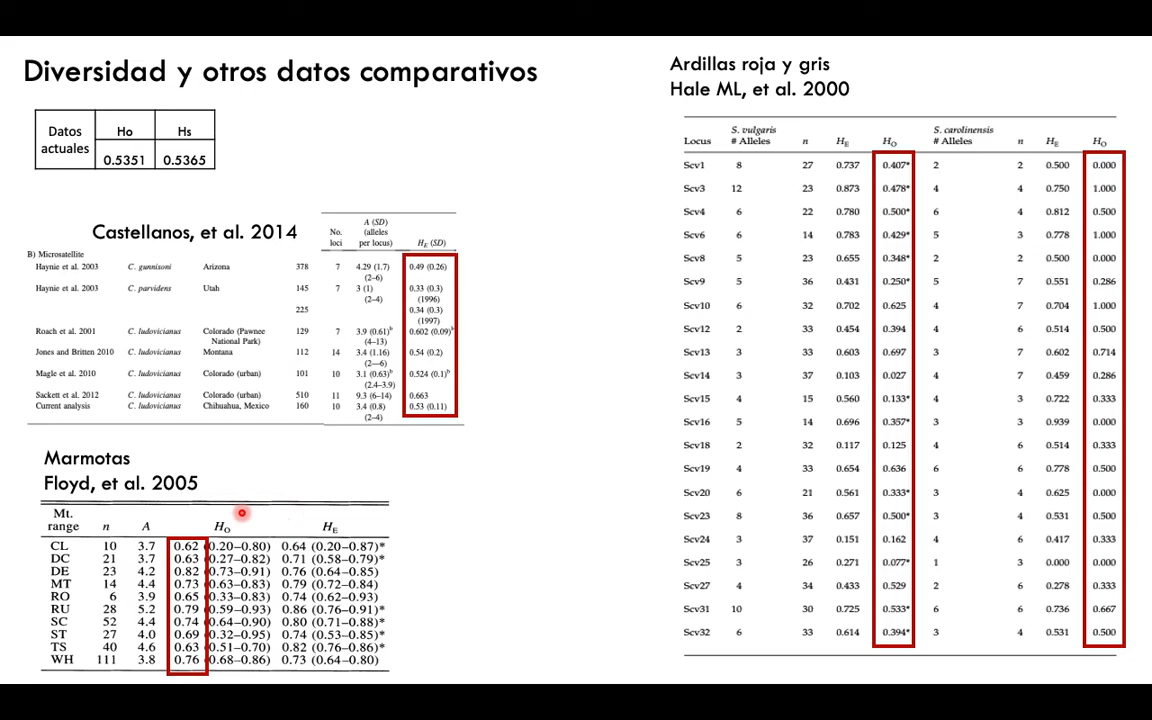 Diversidad y otros datos comparativos
Datos actuales Ho Hs
0.5351 0.5365
Castellanos, et al. 2014
No. loci A (SD) (alleles per locus) HE (SD)
B) Microsatellite
Haynie et al. 2003 C. gunnisoni Arizona 378 7 4.29 (1.7) 0.49 (0.26)
(2–6)
Haynie et al. 2003 C. parvidens Utah 145 7 3 (1) 0.33 (0.3)
(2–4) (1996)
225 0.34 (0.3)
(1997)
Roach et al. 2001 C. ludovicianus Colorado (Pawnee 129 7 3.9 (0.61)b 0.602 (0.09)b
National Park) (4–13)
Jones and Britten 2010 C. ludovicianus Montana 112 14 3.4 (1.16) 0.54 (0.2)
(2—6)
Magle et al. 2010 C. ludovicianus Colorado (urban) 101 10 3.1 (0.63)b 0.524 (0.1)b
(2.4–3.9)
Sackett et al. 2012 C. ludovicianus Colorado (urban) 510 11 9.3 (6–14) 0.663
Current analysis C. ludovicianus Chihuahua, Mexico 160 10 3.4 (0.8) 0.53 (0.11)
(2–4)
Marmotas
Floyd, et al. 2005
Mt. range n A HO HE
CL 10 3.7 0.62 (0.20–0.80) 0.64 (0.20–0.87)*
DC 21 3.7 0.63 (0.27–0.82) 0.71 (0.58–0.79)*
DE 23 4.2 0.82 (0.73–0.91) 0.76 (0.64–0.85)
MT 14 4.4 0.73 (0.63–0.83) 0.79 (0.72–0.84)
RO 6 3.9 0.65 (0.33–0.83) 0.74 (0.62–0.93)
RU 28 5.2 0.79 (0.59–0.93) 0.86 (0.76–0.91)*
SC 52 4.4 0.74 (0.64–0.90) 0.80 (0.71–0.88)*
ST 27 4.0 0.69 (0.32–0.95) 0.74 (0.53–0.85)*
TS 40 4.6 0.63 (0.51–0.70) 0.82 (0.76–0.86)*
WH 111 3.8 0.76 (0.68–0.86) 0.73 (0.64–0.80)
Ardillas roja y gris
Hale ML, et al. 2000
Locus S. vulgaris # Alleles n HE HO S. carolinensis # Alleles n HE HO
Scv1 8 27 0.737 0.407* 2 2 0.500 0.000
Scv3 12 23 0.873 0.478* 4 4 0.750 1.000
Scv4 6 22 0.780 0.500* 6 4 0.812 0.500
Scv6 6 14 0.783 0.429* 5 3 0.778 1.000
Scv8 5 23 0.655 0.348* 2 2 0.500 0.000
Scv9 5 36 0.431 0.250* 5 7 0.551 0.286
Scv10 6 32 0.702 0.625 4 7 0.704 1.000
Scv12 2 33 0.454 0.394 4 6 0.514 0.500
Scv13 3 33 0.603 0.697 3 7 0.602 0.714
Scv14 3 37 0.103 0.027 4 7 0.459 0.286
Scv15 4 15 0.560 0.133* 4 3 0.722 0.333
Scv16 5 14 0.696 0.357* 3 3 0.939 0.000
Scv18 2 32 0.117 0.125 4 6 0.514 0.333
Scv19 4 33 0.654 0.636 6 6 0.778 0.500
Scv20 6 21 0.561 0.333* 3 4 0.625 0.000
Scv23 8 36 0.657 0.500* 3 4 0.531 0.500
Scv24 3 37 0.151 0.162 4 6 0.417 0.333
Scv25 3 26 0.271 0.077* 1 3 0.000 0.000
Scv27 4 34 0.433 0.529 2 6 0.278 0.333
Scv31 10 30 0.725 0.533* 6 6 0.736 0.667
Scv32 6 33 0.614 0.394* 3 4 0.531 0.500